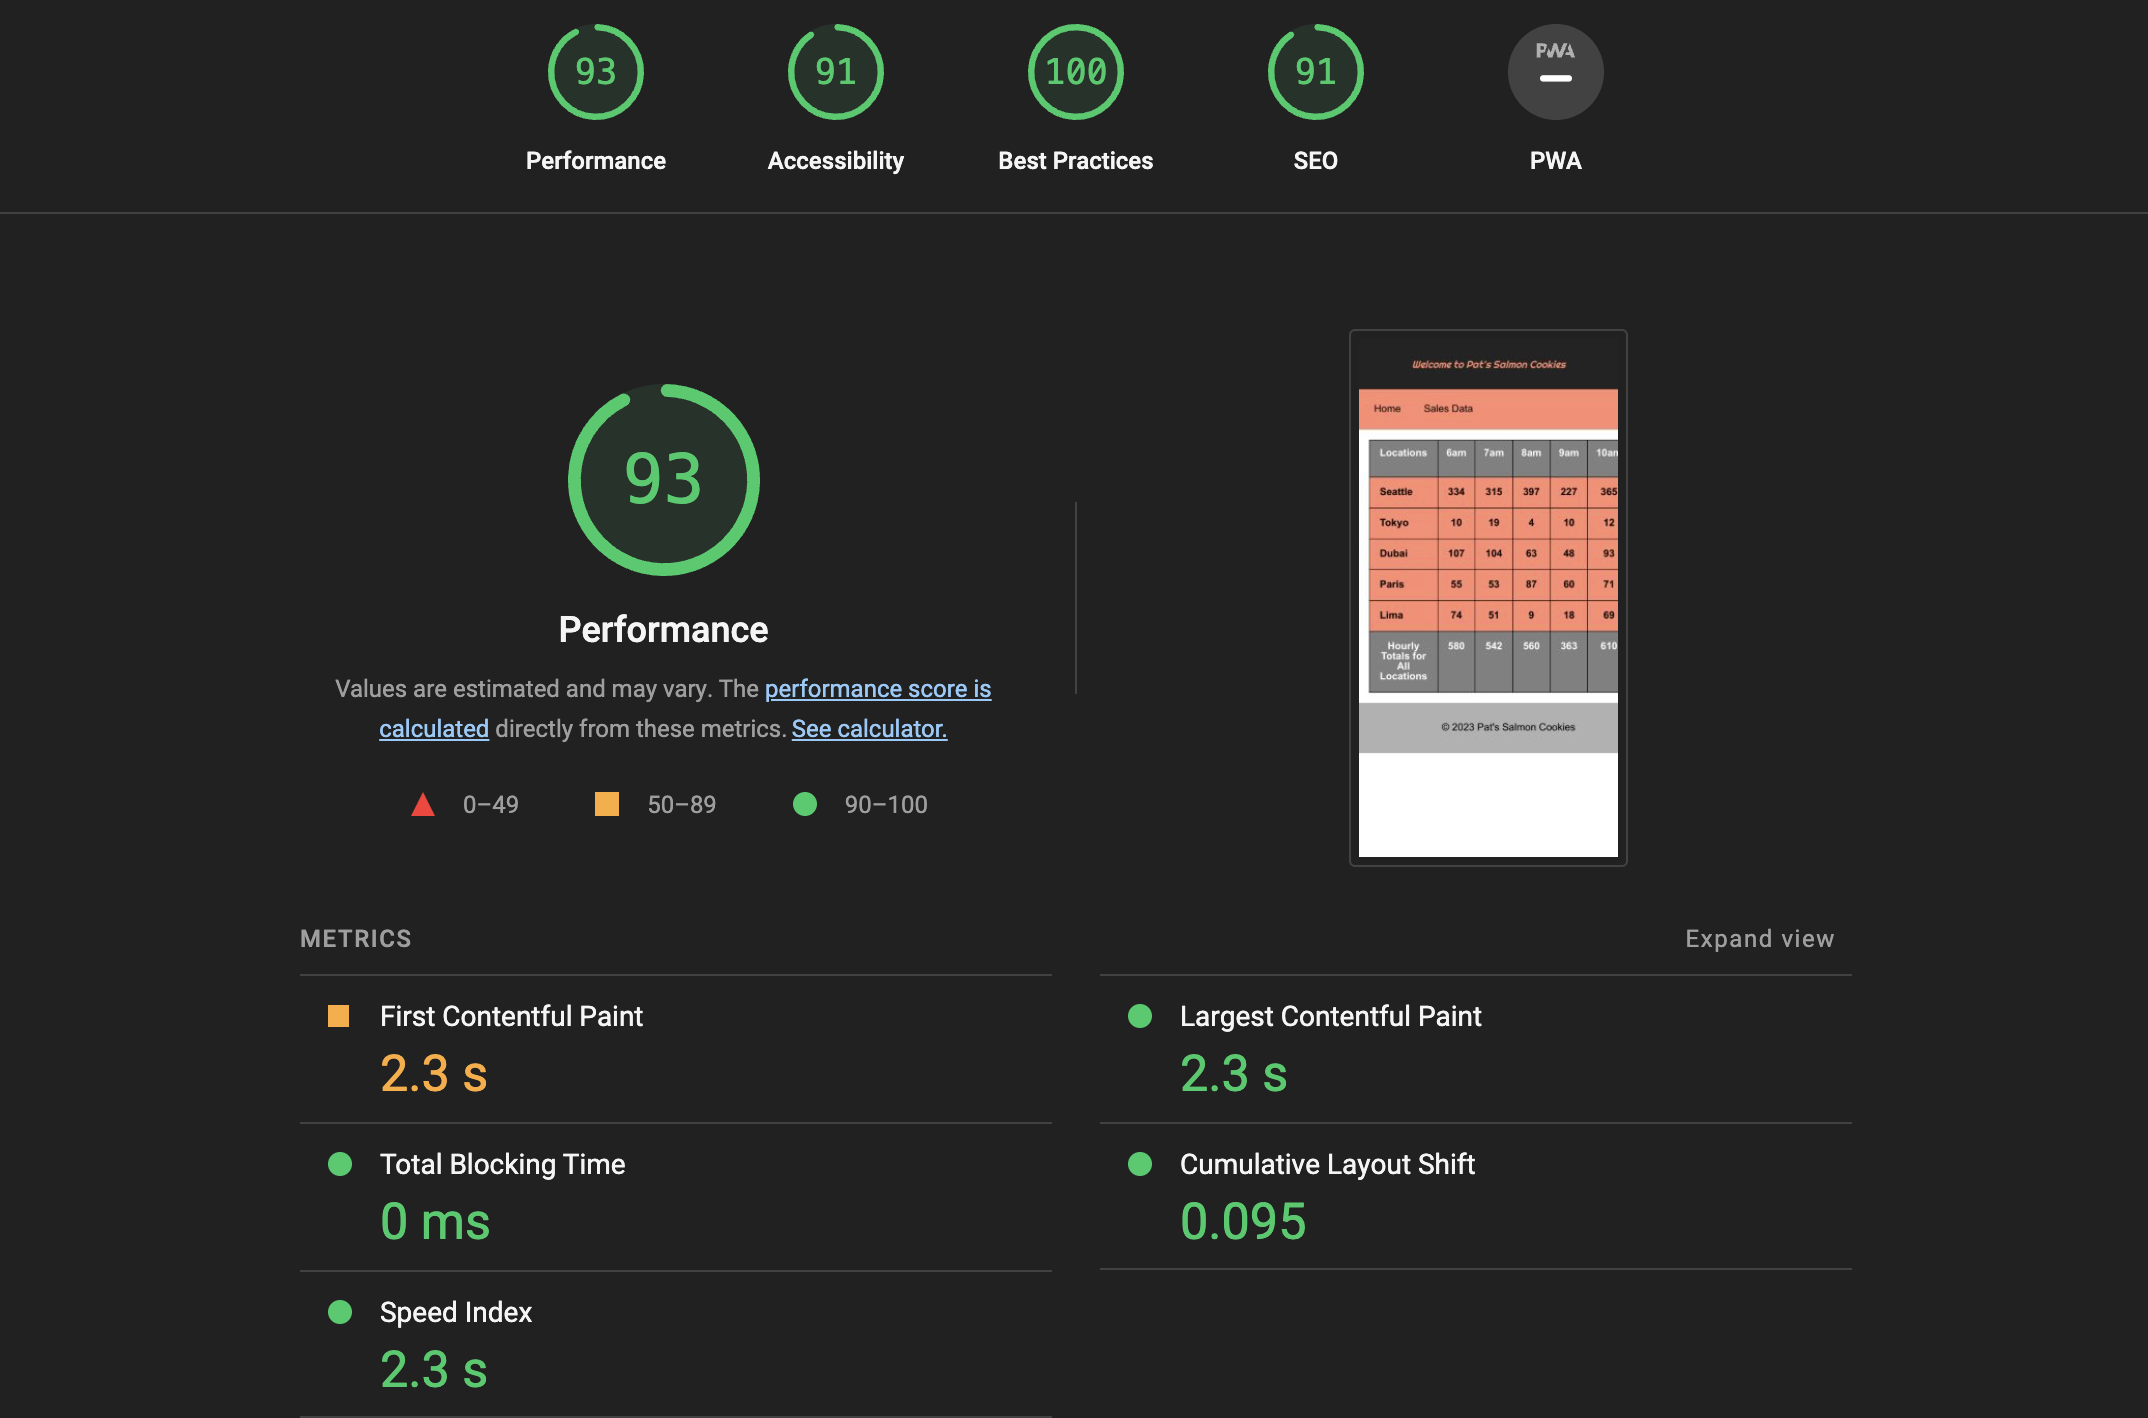 93
91
100
91
PWA
Performance
Accessibility
Best Practices
SEO
PWA
93
Performance
Values are estimated and may vary. The performance score is
calculated directly from these metrics. See calculator.
0–49
50–89
90–100
Welcome to Pat's Salmon Cookies
Home Sales Data
Locations 6am 7am 8am 9am 10am
Seattle 334 315 397 227 365
Tokyo 10 19 4 10 12
Dubai 107 104 63 48 93
Paris 55 53 87 60 71
Lima 74 51 9 18 69
Hourly
Totals for
All
Locations
580 542 560 363 610
© 2023 Pat's Salmon Cookies
METRICS
Expand view
First Contentful Paint
2.3 s
Largest Contentful Paint
2.3 s
Total Blocking Time
0 ms
Cumulative Layout Shift
0.095
Speed Index
2.3 s